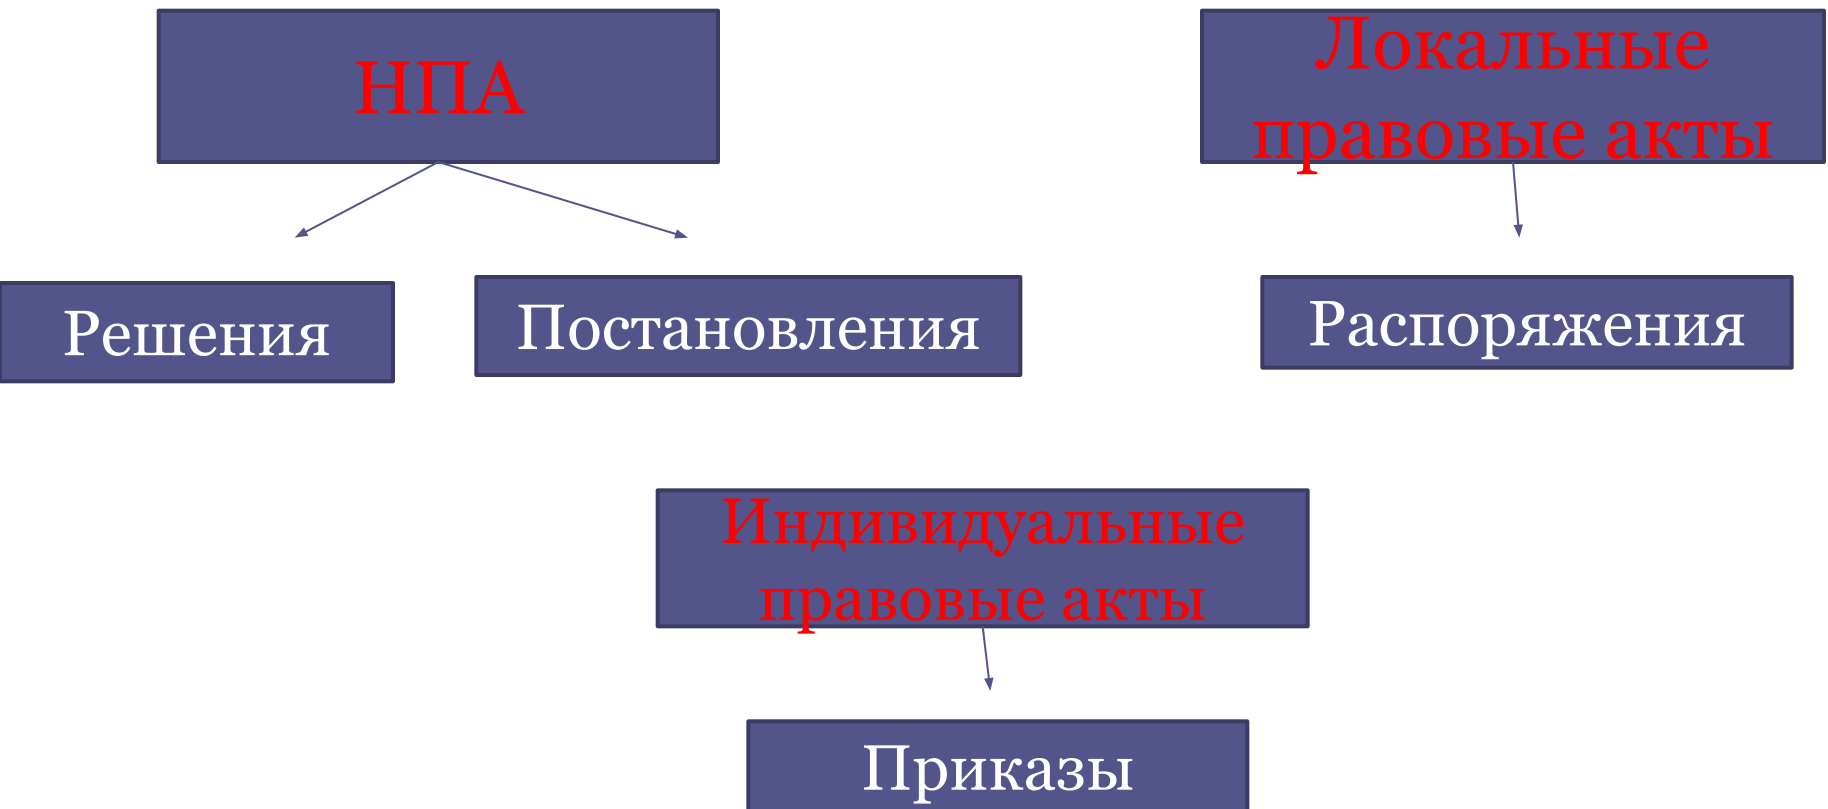 НПА
Локальные
правовые акты
Решения
Постановления
Распоряжения
Индивидуальные
правовые акты
Приказы